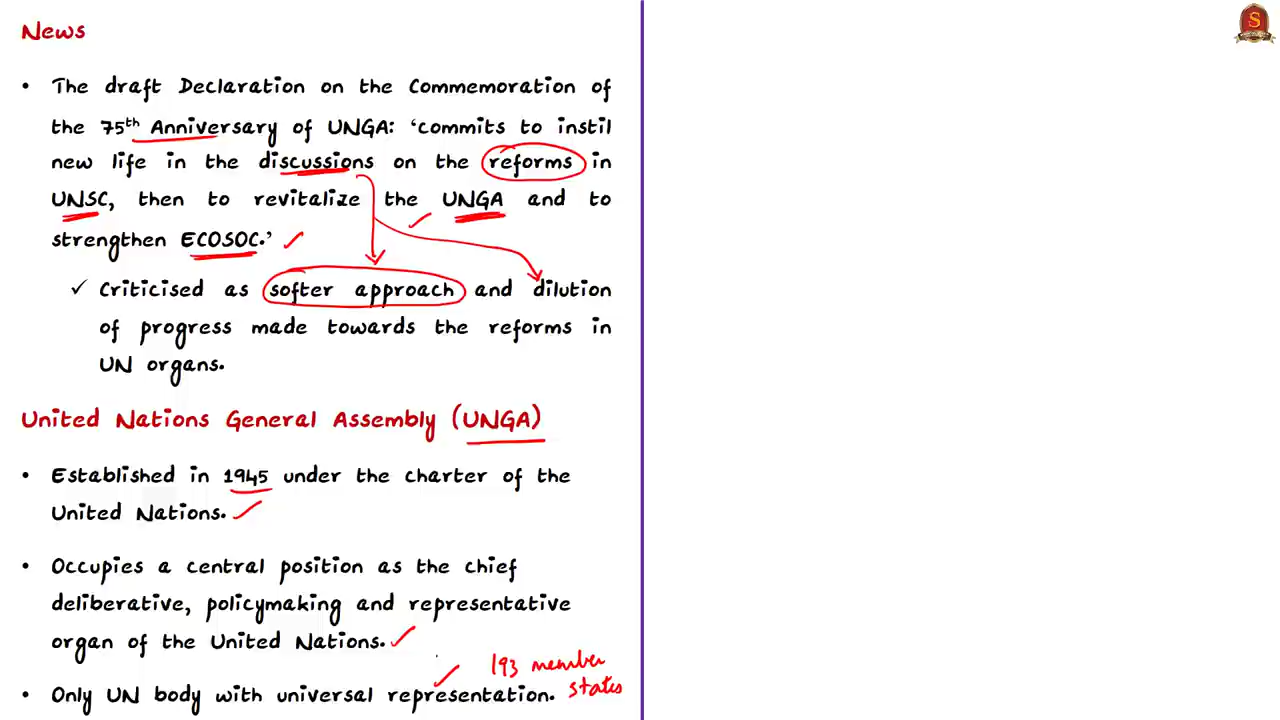 News
• The draft Declaration on the Commemoration of
the 75th Anniversary of UNGA: ‘commits to instil
new life in the discussions on the reforms in
UNSC, then to revitalize the UNGA and to
strengthen ECOSOC.’
✓ Criticised as softer approach and dilution
of progress made towards the reforms in
UN organs.
United Nations General Assembly (UNGA)
• Established in 1945 under the charter of the
United Nations.
• Occupies a central position as the chief
deliberative, policymaking and representative
organ of the United Nations.
• Only UN body with universal representation.
193 member
states
S